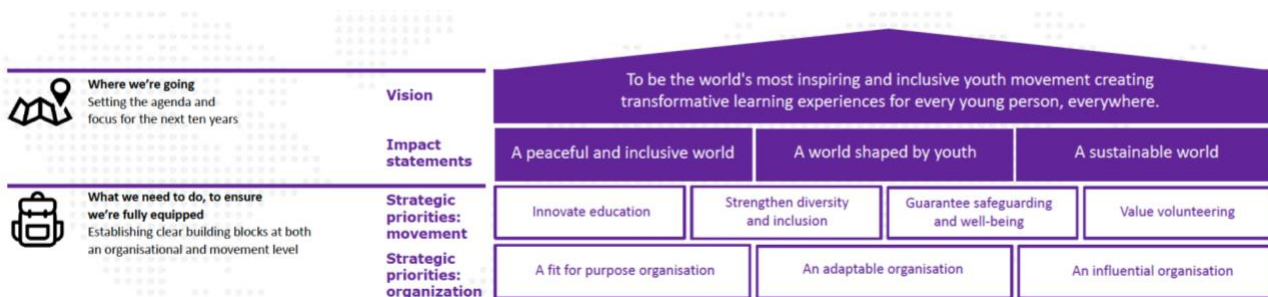 Where we're going
Setting the agenda and
focus for the next ten years
Vision
To be the world's most inspiring and inclusive youth movement creating
transformative learning experiences for every young person, everywhere.
Impact
statements
A peaceful and inclusive world
A world shaped by youth
A sustainable world
What we need to do, to ensure
we're fully equipped
Establishing clear building blocks at both
an organisational and movement level
Strategic
priorities:
movement
Innovate education
Strengthen diversity
and inclusion
Guarantee safeguarding
and well-being
Value volunteering
Strategic
priorities:
organization
A fit for purpose organisation
An adaptable organisation
An influential organisation